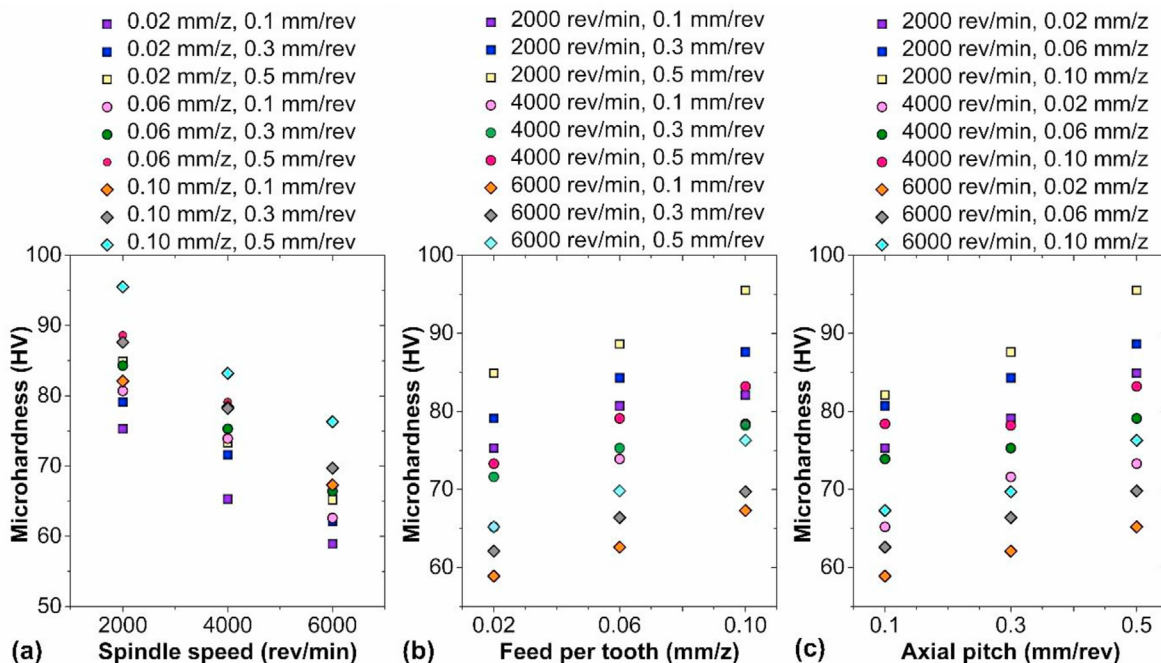 0.02 mm/z, 0.1 mm/rev
0.02 mm/z, 0.3 mm/rev
0.02 mm/z, 0.5 mm/rev
0.06 mm/z, 0.1 mm/rev
0.06 mm/z, 0.3 mm/rev
0.06 mm/z, 0.5 mm/rev
0.10 mm/z, 0.1 mm/rev
0.10 mm/z, 0.3 mm/rev
0.10 mm/z, 0.5 mm/rev
100
90
80
70
60
50
Microhardness (HV)
2000 4000 6000
(a) Spindle speed (rev/min)
2000 rev/min, 0.1 mm/rev
2000 rev/min, 0.3 mm/rev
2000 rev/min, 0.5 mm/rev
4000 rev/min, 0.1 mm/rev
4000 rev/min, 0.3 mm/rev
4000 rev/min, 0.5 mm/rev
6000 rev/min, 0.1 mm/rev
6000 rev/min, 0.3 mm/rev
6000 rev/min, 0.5 mm/rev
100
90
80
70
60
Microhardness (HV)
0.02 0.06 0.10
(b) Feed per tooth (mm/z)
2000 rev/min, 0.02 mm/z
2000 rev/min, 0.06 mm/z
2000 rev/min, 0.10 mm/z
4000 rev/min, 0.02 mm/z
4000 rev/min, 0.06 mm/z
4000 rev/min, 0.10 mm/z
6000 rev/min, 0.02 mm/z
6000 rev/min, 0.06 mm/z
6000 rev/min, 0.10 mm/z
100
90
80
70
60
Microhardness (HV)
0.1 0.3 0.5
(c) Axial pitch (mm/rev)